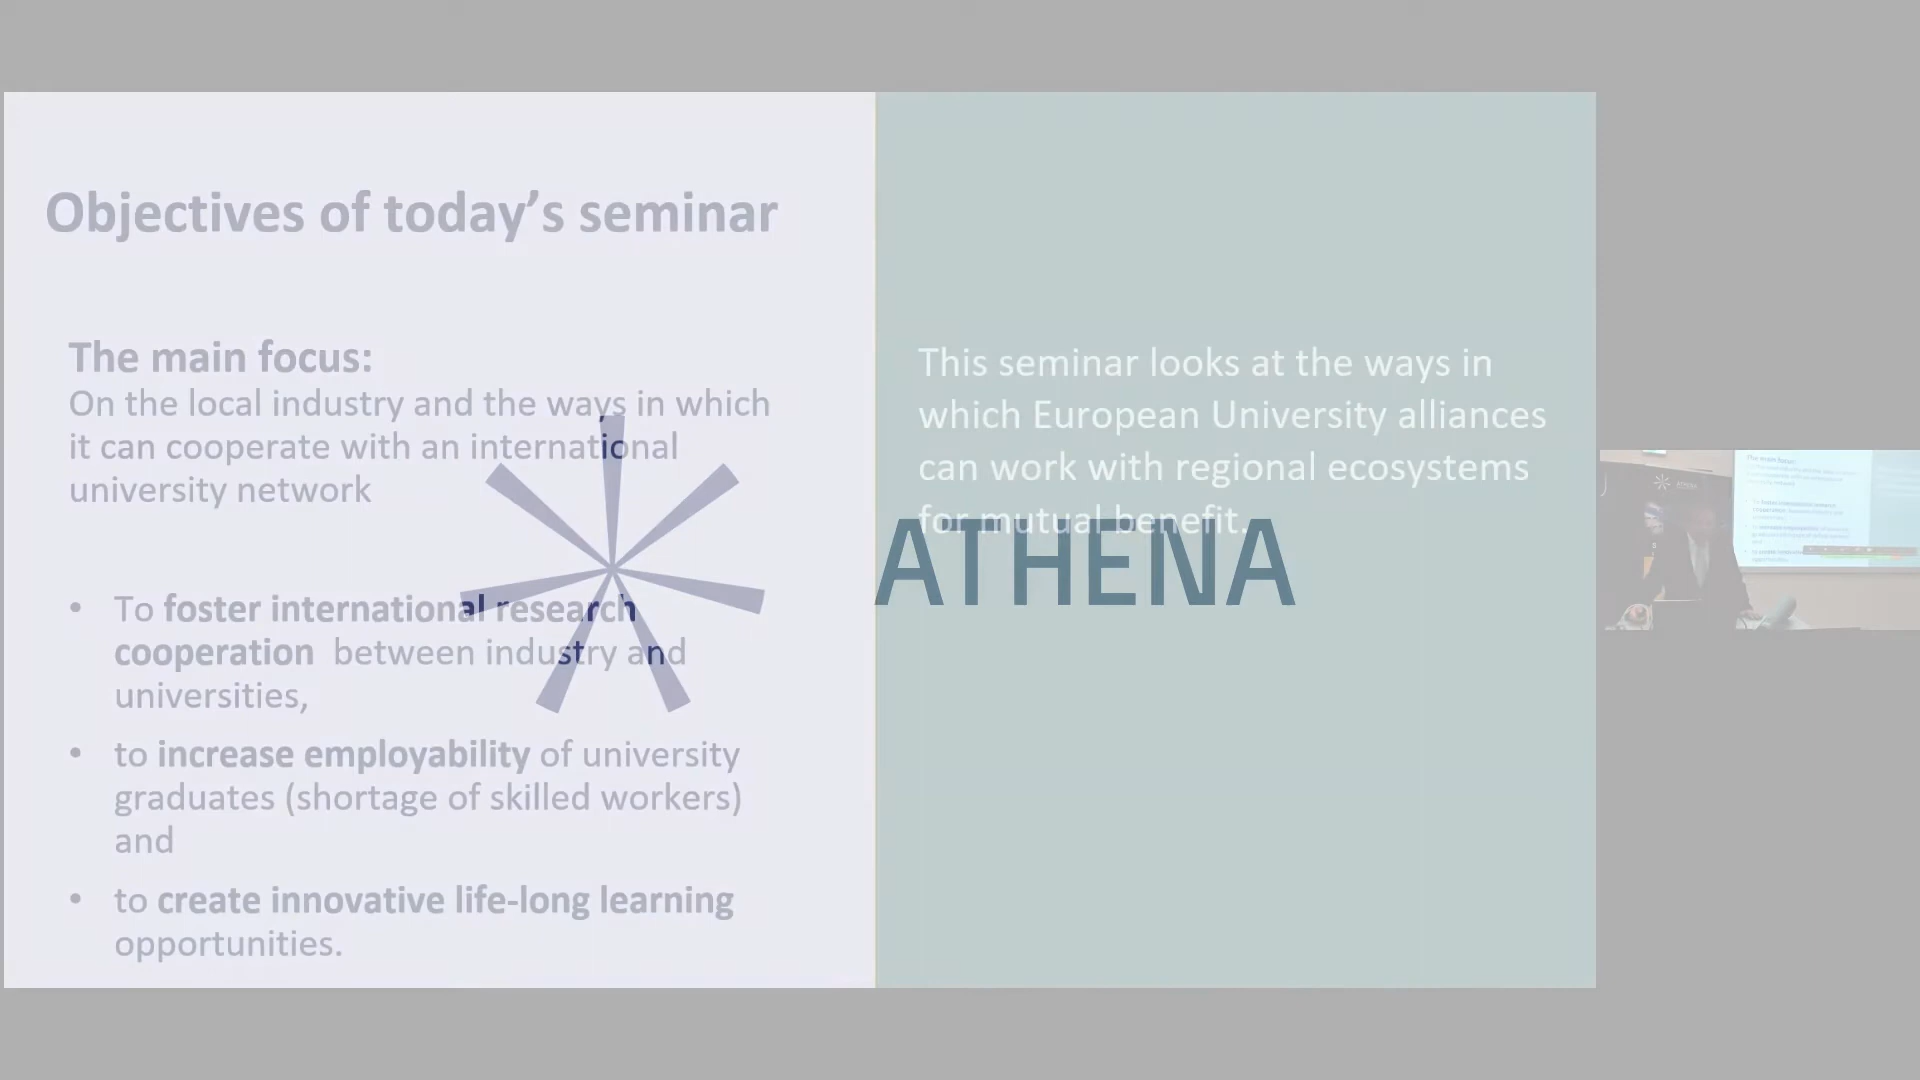 Objectives of today's seminar
The main focus:
On the local industry and the ways in which
it can cooperate with an international
university network
• To foster international research
cooperation between industry and
universities,
• to increase employability of university
graduates (shortage of skilled workers)
and
• to create innovative life-long learning
opportunities.
This seminar looks at the ways in
which European University alliances
can work with regional ecosystems
for mutual benefit.
ATHENA
The main focus: